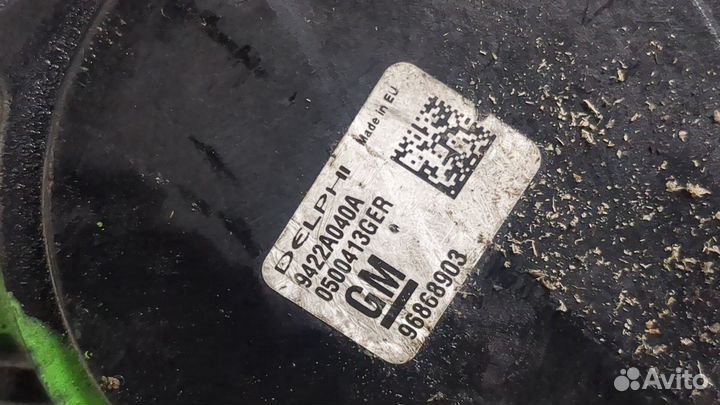 Made in EU
DELPHI
9422A040A
0500413GER
GM
96868903
Avito